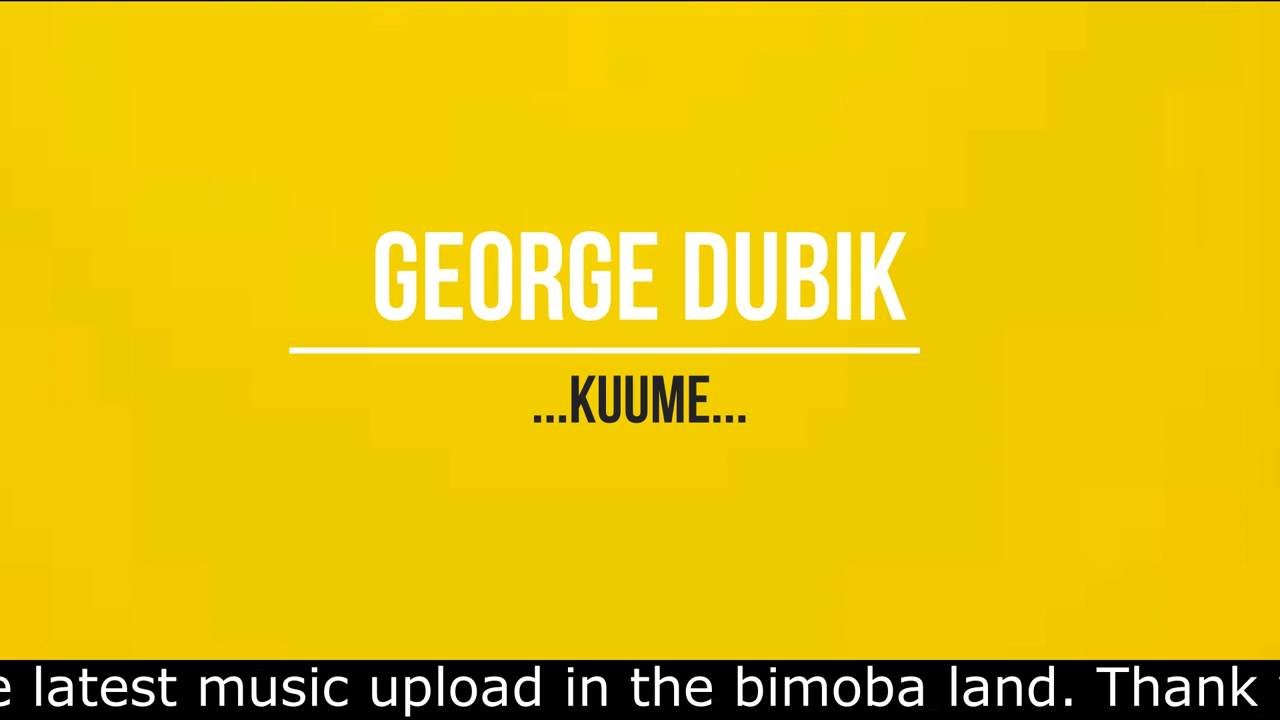 GEORGE DUBIK
...KUUME...
latest music upload in the bimoba land. Thank